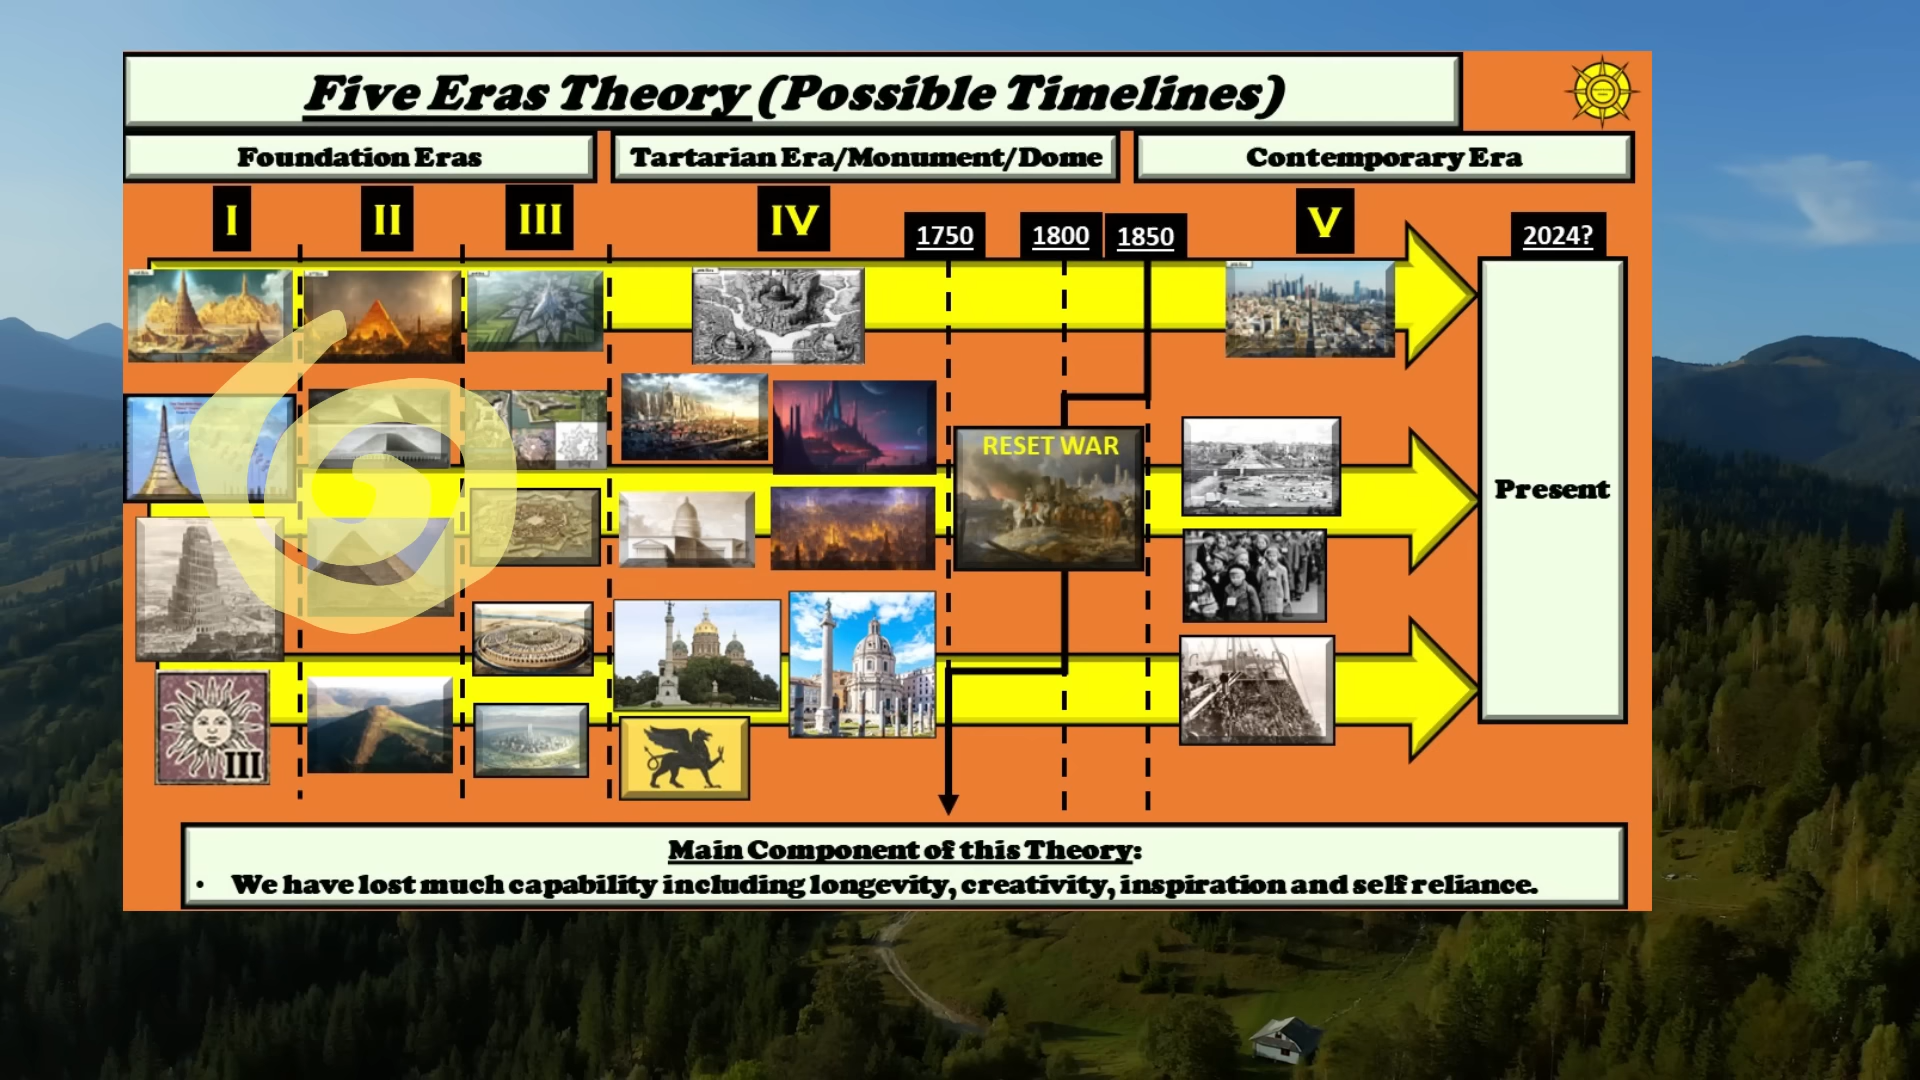 Five Eras Theory (Possible Timelines)
Foundation Eras
Tartarian Era/Monument/Dome
Contemporary Era
I
II
III
IV
1750
1800
1850
V
2024?
RESET WAR
Present
III
Main Component of this Theory:
• We have lost much capability including longevity, creativity, inspiration and self reliance.